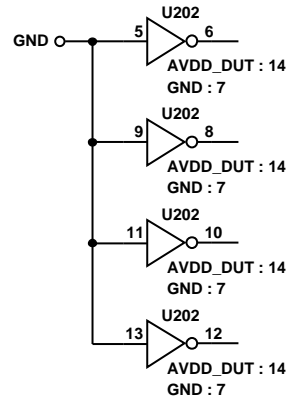 U202
GND 5 6
AVDD_DUT : 14
GND : 7
U202
9 8
AVDD_DUT : 14
GND : 7
U202
11 10
AVDD_DUT : 14
GND : 7
U202
13 12
AVDD_DUT : 14
GND : 7